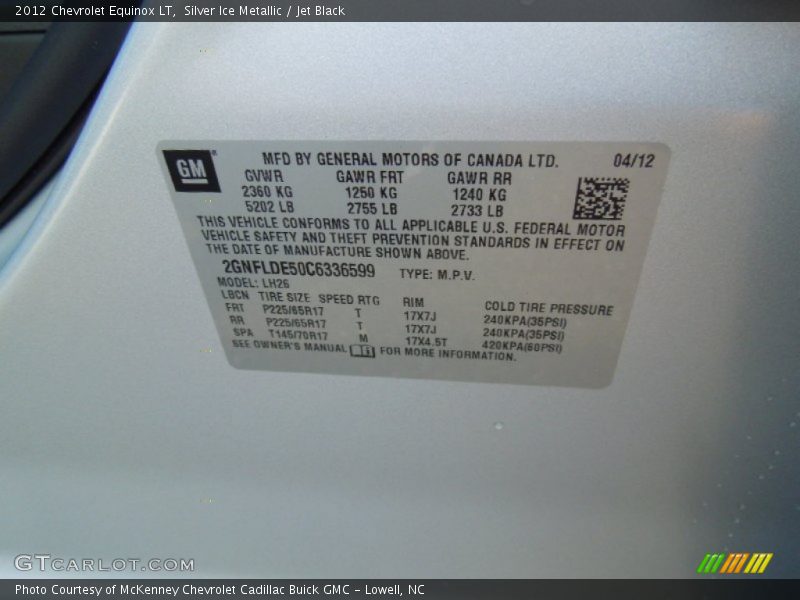 2012 Chevrolet Equinox LT, Silver Ice Metallic / Jet Black
GM MFD BY GENERAL MOTORS OF CANADA LTD. 04/12
GVWR GAWR FRT GAWR RR
2360 KG 1250 KG 1240 KG
5202 LB 2755 LB 2733 LB
THIS VEHICLE CONFORMS TO ALL APPLICABLE U.S. FEDERAL MOTOR
VEHICLE SAFETY AND THEFT PREVENTION STANDARDS IN EFFECT ON
THE DATE OF MANUFACTURE SHOWN ABOVE.
2GNFLDE50C6336599 TYPE: M.P.V.
MODEL: LH26
LBCN TIRE SIZE SPEED RTG RIM COLD TIRE PRESSURE
FRT P225/65R17 T 17X7J 240KPA(35PSI)
RR P225/65R17 T 17X7J 240KPA(35PSI)
SPA T145/70R17 M 17X4.5T 420KPA(60PSI)
SEE OWNER'S MANUAL FOR MORE INFORMATION.
GTCARLOT.COM
Photo Courtesy of McKenney Chevrolet Cadillac Buick GMC - Lowell, NC